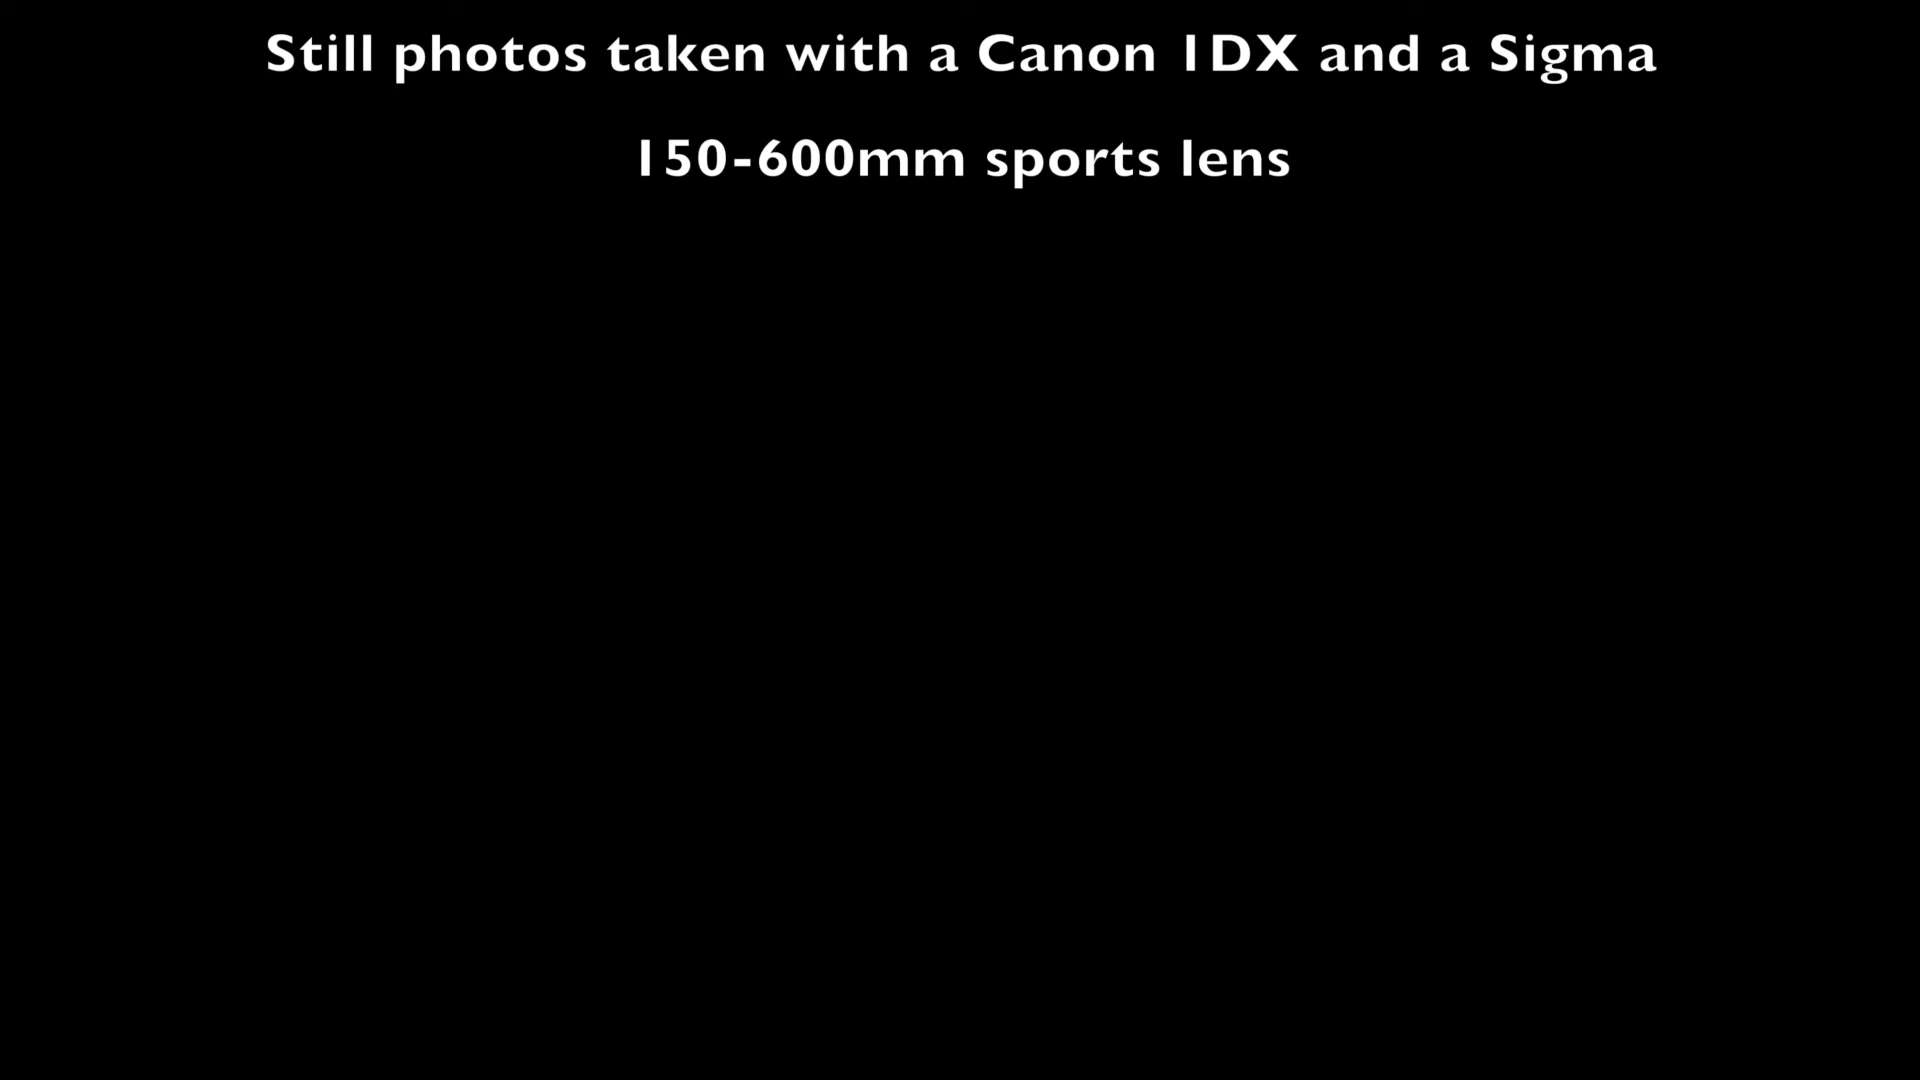 Still photos taken with a Canon 1DX and a Sigma
150-600mm sports lens